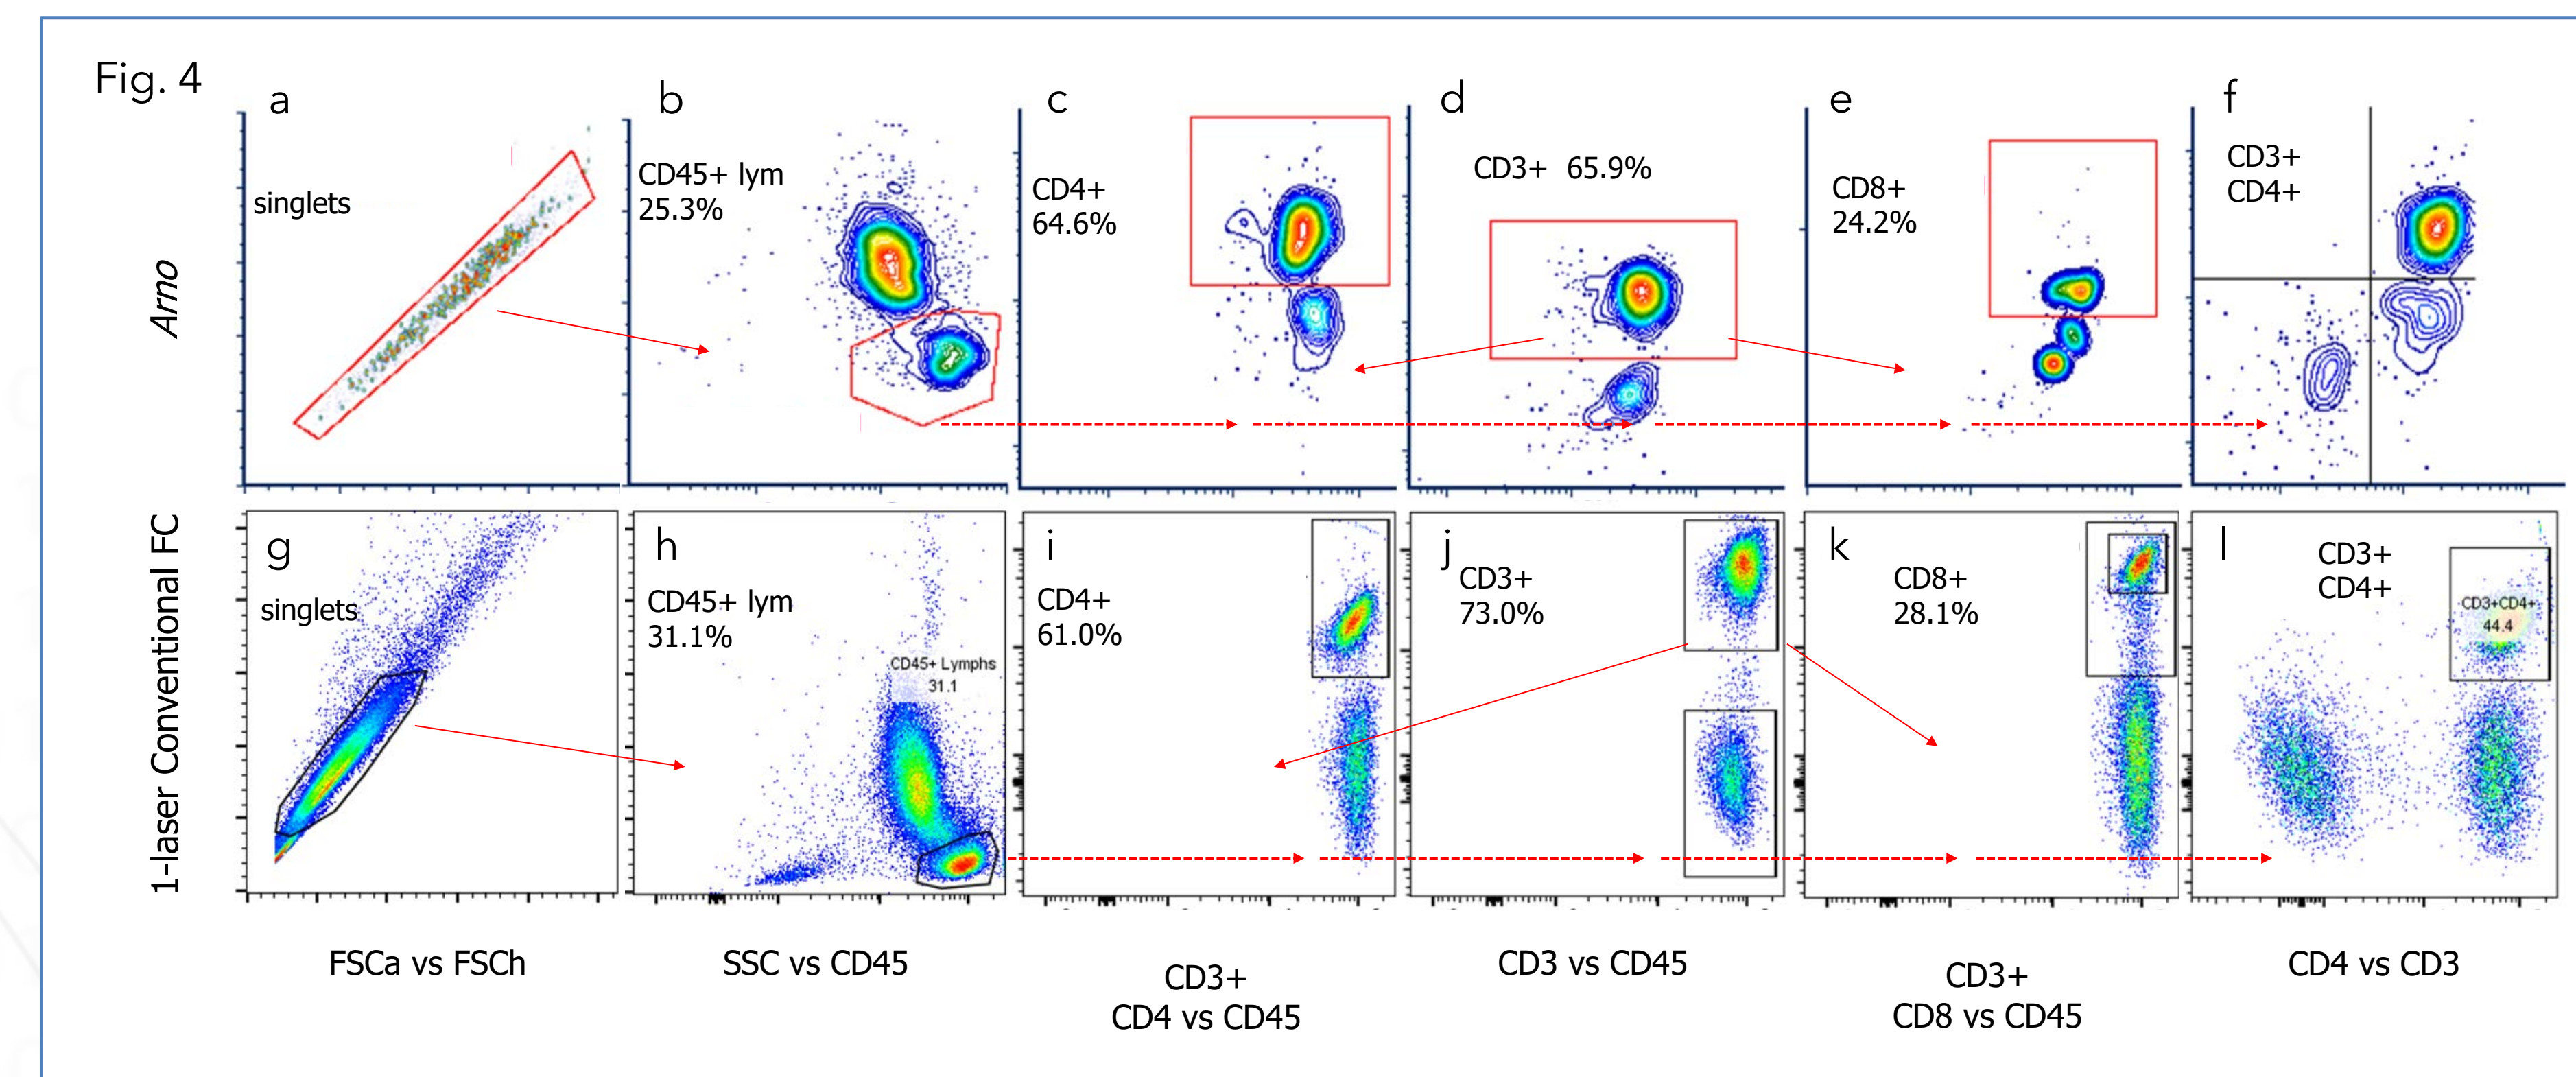 Fig. 4
a
b
c
d
e
f
Arno
singlets
CD45+ lym
25.3%
CD4+
64.6%
CD3+ 65.9%
CD8+
24.2%
CD3+
CD4+
1-laser Conventional FC
g
h
i
j
k
l
singlets
CD45+ lym
31.1%
CD45+ Lymphs
31.1
CD4+
61.0%
CD3+
73.0%
CD8+
28.1%
CD3+
CD4+
CD3+CD4+
44.4
FSCa vs FSCh
SSC vs CD45
CD3+
CD4 vs CD45
CD3 vs CD45
CD3+
CD8 vs CD45
CD4 vs CD3